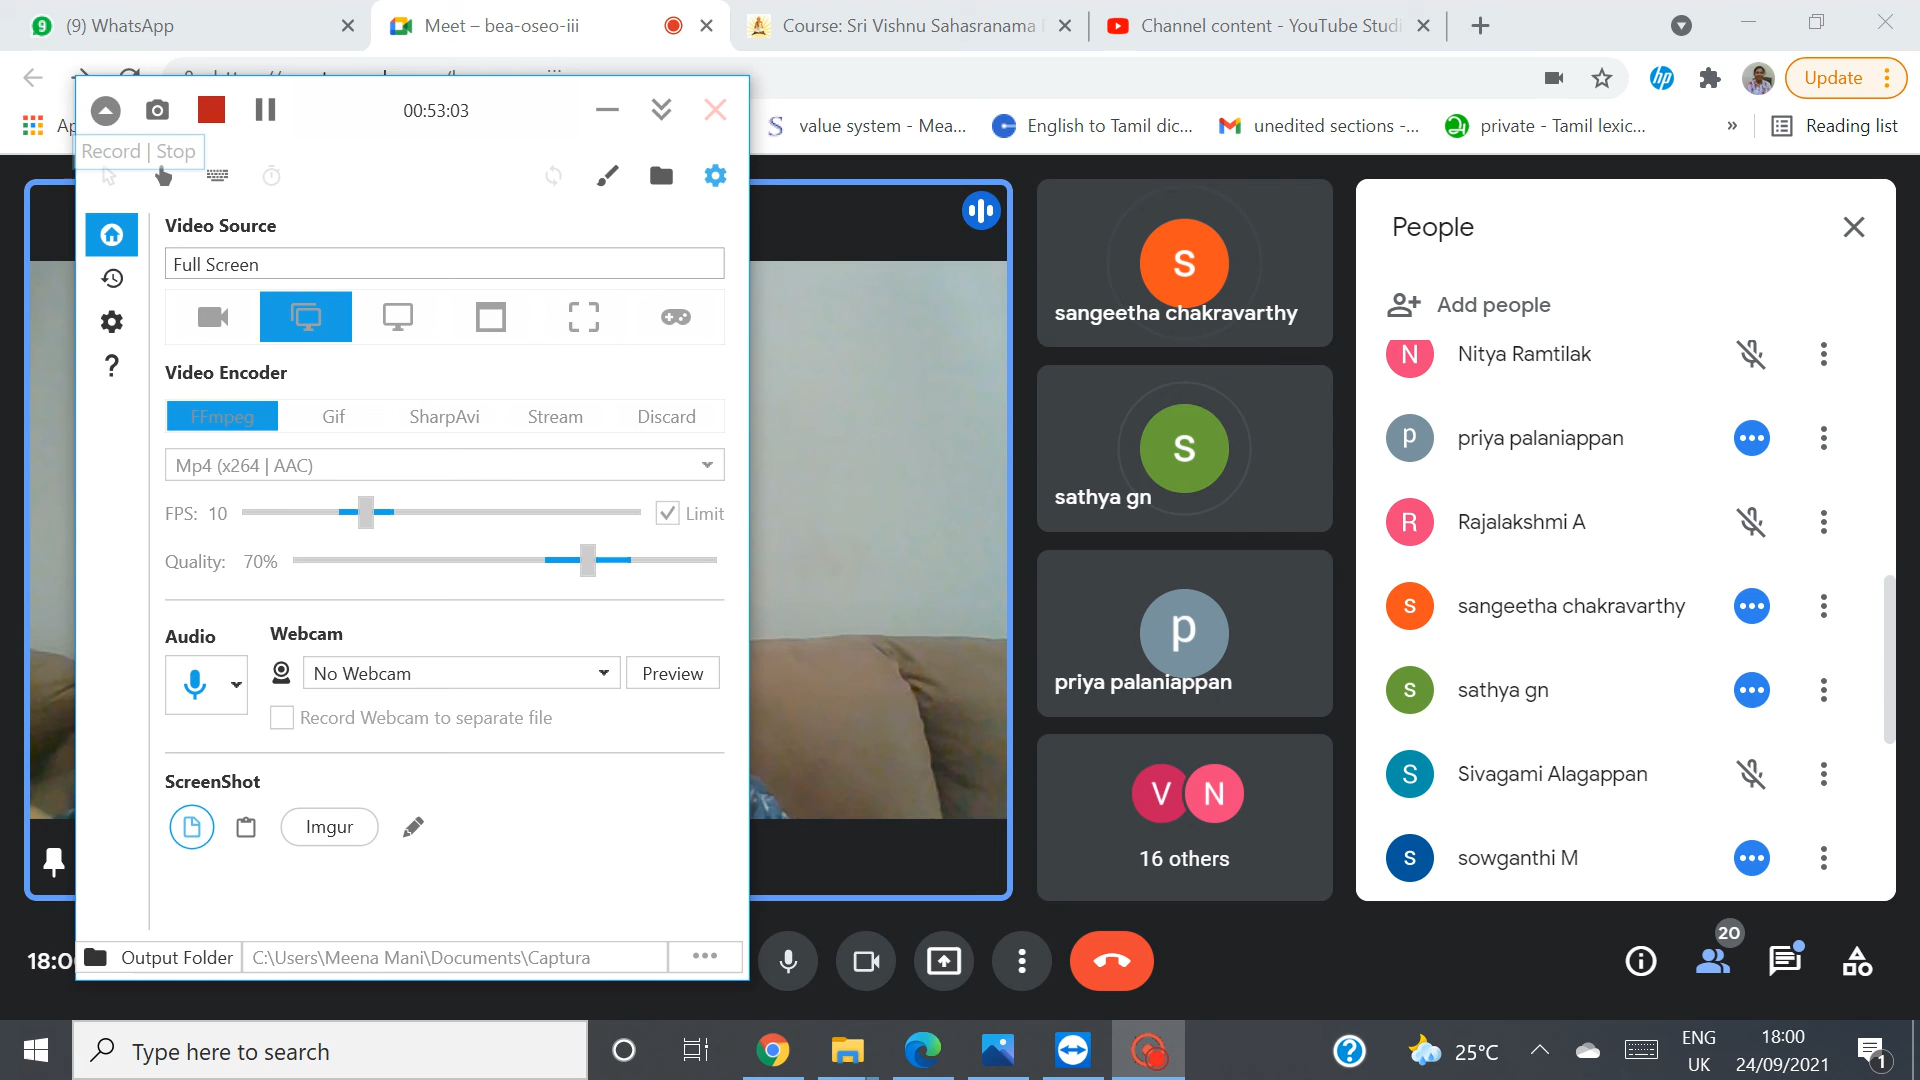 (9) WhatsApp
Meet – bea-oseo-iii
Course: Sri Vishnu Sahasranama
Channel content - YouTube Studi
Update
value system - Mea...
English to Tamil dic...
unedited sections -...
private - Tamil lexic...
»
Reading list
00:53:03
Record | Stop
Video Source
Full Screen
Video Encoder
FFmpeg
Gif
SharpAvi
Stream
Discard
Mp4 (x264 | AAC)
FPS: 10
Limit
Quality: 70%
Audio
Webcam
No Webcam
Preview
Record Webcam to separate file
ScreenShot
Imgur
Output Folder
C:\Users\Meena Mani\Documents\Captura
...
S
sangeetha chakravarthy
S
sathya gn
p
priya palaniappan
V N
16 others
People
Add people
N Nitya Ramtilak
p priya palaniappan
R Rajalakshmi A
s sangeetha chakravarthy
s sathya gn
S Sivagami Alagappan
s sowganthi M
18:0
20
Type here to search
25°C
ENG
UK
18:00
24/09/2021
1